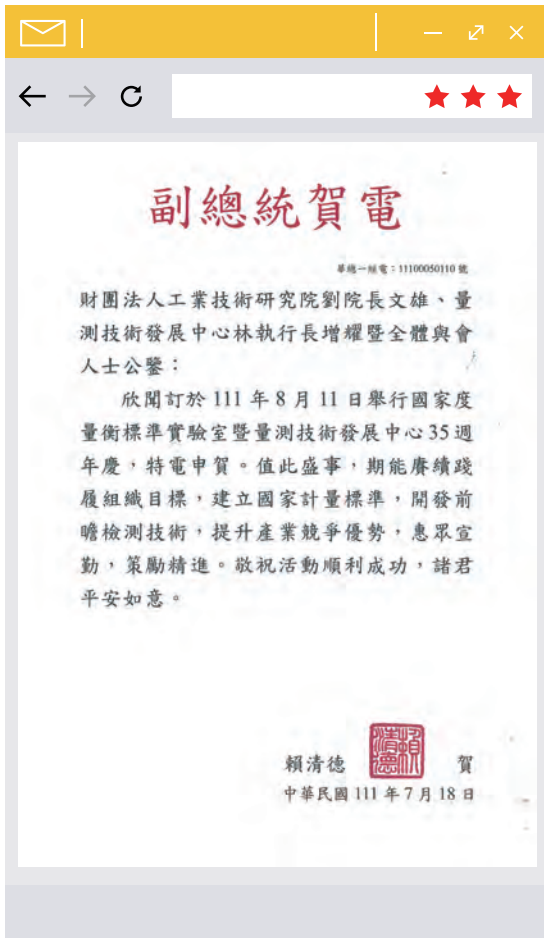 副總統賀電
華總一經電：11100050110 號
財團法人工業技術研究院劉院長文雄、量
測技術發展中心林執行長增耀暨全體與會
人士公鑒：
欣聞訂於 111 年 8 月 11 日舉行國家度
量衡標準實驗室暨量測技術發展中心 35 週
年慶，特電申賀。值此盛事，期能賡續踐
履組織目標，建立國家計量標準，開發前
瞻檢測技術，提升產業競爭優勢，惠眾宣
勤，策勵精進。敬祝活動順利成功，諸君
平安如意。
賴清德 賴清德 賀
中華民國 111 年 7 月 18 日